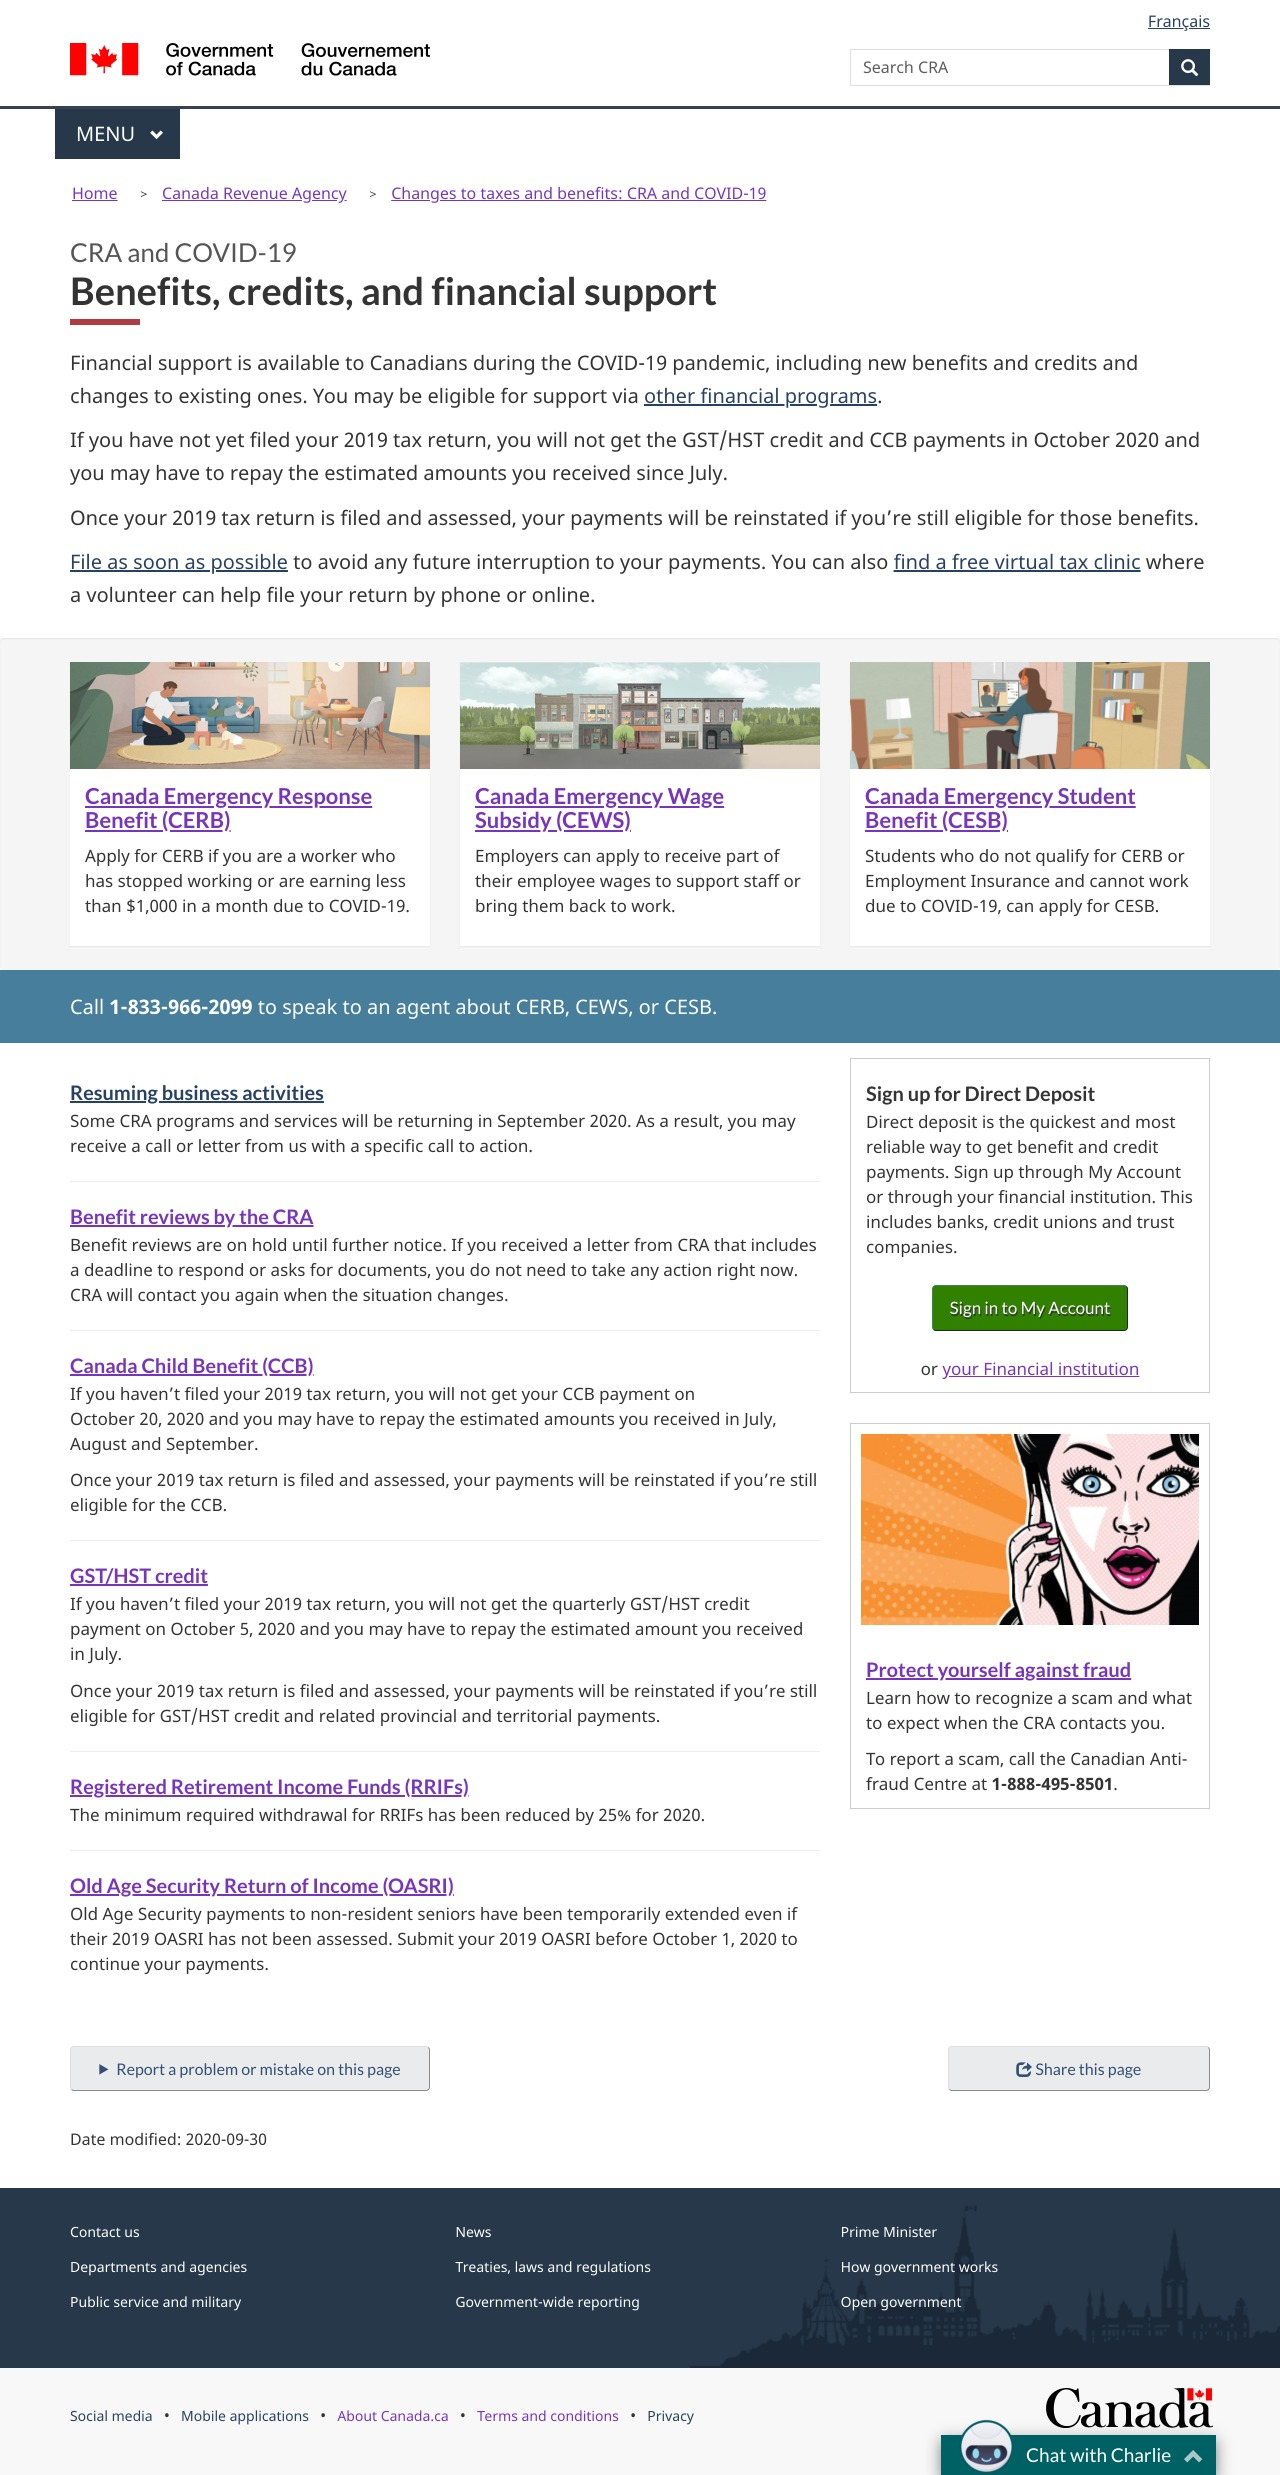 Français
Government of Canada
Gouvernement du Canada
Search CRA
MENU
Home > Canada Revenue Agency > Changes to taxes and benefits: CRA and COVID-19
CRA and COVID-19
Benefits, credits, and financial support
Financial support is available to Canadians during the COVID-19 pandemic, including new benefits and credits and
changes to existing ones. You may be eligible for support via other financial programs.
If you have not yet filed your 2019 tax return, you will not get the GST/HST credit and CCB payments in October 2020 and
you may have to repay the estimated amounts you received since July.
Once your 2019 tax return is filed and assessed, your payments will be reinstated if you’re still eligible for those benefits.
File as soon as possible to avoid any future interruption to your payments. You can also find a free virtual tax clinic where
a volunteer can help file your return by phone or online.
Canada Emergency Response
Benefit (CERB)
Apply for CERB if you are a worker who
has stopped working or are earning less
than $1,000 in a month due to COVID-19.
Canada Emergency Wage
Subsidy (CEWS)
Employers can apply to receive part of
their employee wages to support staff or
bring them back to work.
Canada Emergency Student
Benefit (CESB)
Students who do not qualify for CERB or
Employment Insurance and cannot work
due to COVID-19, can apply for CESB.
Call 1-833-966-2099 to speak to an agent about CERB, CEWS, or CESB.
Resuming business activities
Some CRA programs and services will be returning in September 2020. As a result, you may
receive a call or letter from us with a specific call to action.
Benefit reviews by the CRA
Benefit reviews are on hold until further notice. If you received a letter from CRA that includes
a deadline to respond or asks for documents, you do not need to take any action right now.
CRA will contact you again when the situation changes.
Canada Child Benefit (CCB)
If you haven’t filed your 2019 tax return, you will not get your CCB payment on
October 20, 2020 and you may have to repay the estimated amounts you received in July,
August and September.
Once your 2019 tax return is filed and assessed, your payments will be reinstated if you’re still
eligible for the CCB.
GST/HST credit
If you haven’t filed your 2019 tax return, you will not get the quarterly GST/HST credit
payment on October 5, 2020 and you may have to repay the estimated amount you received
in July.
Once your 2019 tax return is filed and assessed, your payments will be reinstated if you’re still
eligible for GST/HST credit and related provincial and territorial payments.
Registered Retirement Income Funds (RRIFs)
The minimum required withdrawal for RRIFs has been reduced by 25% for 2020.
Old Age Security Return of Income (OASRI)
Old Age Security payments to non-resident seniors have been temporarily extended even if
their 2019 OASRI has not been assessed. Submit your 2019 OASRI before October 1, 2020 to
continue your payments.
Sign up for Direct Deposit
Direct deposit is the quickest and most
reliable way to get benefit and credit
payments. Sign up through My Account
or through your financial institution. This
includes banks, credit unions and trust
companies.
Sign in to My Account
or your Financial institution
Protect yourself against fraud
Learn how to recognize a scam and what
to expect when the CRA contacts you.
To report a scam, call the Canadian Anti-
fraud Centre at 1-888-495-8501.
Report a problem or mistake on this page
Share this page
Date modified: 2020-09-30
Contact us
News
Prime Minister
Departments and agencies
Treaties, laws and regulations
How government works
Public service and military
Government-wide reporting
Open government
Social media • Mobile applications • About Canada.ca • Terms and conditions • Privacy
Canada
Chat with Charlie